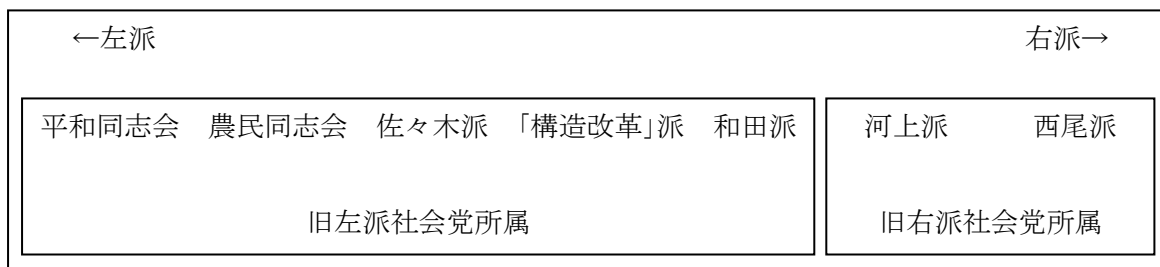 ←左派 右派→
平和同志会 農民同志会 佐々木派 「構造改革」派 和田派 河上派 西尾派
旧左派社会党所属 旧右派社会党所属